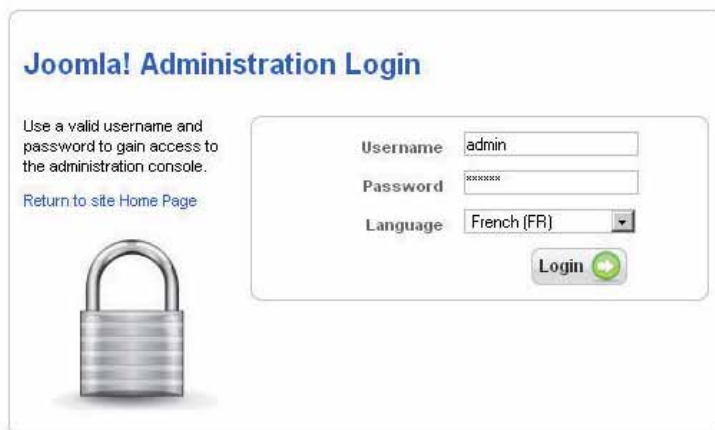 Joomla! Administration Login
Use a valid username and
password to gain access to
the administration console.
Return to site Home Page
Username admin
Password ******
Language French (FR)
Login